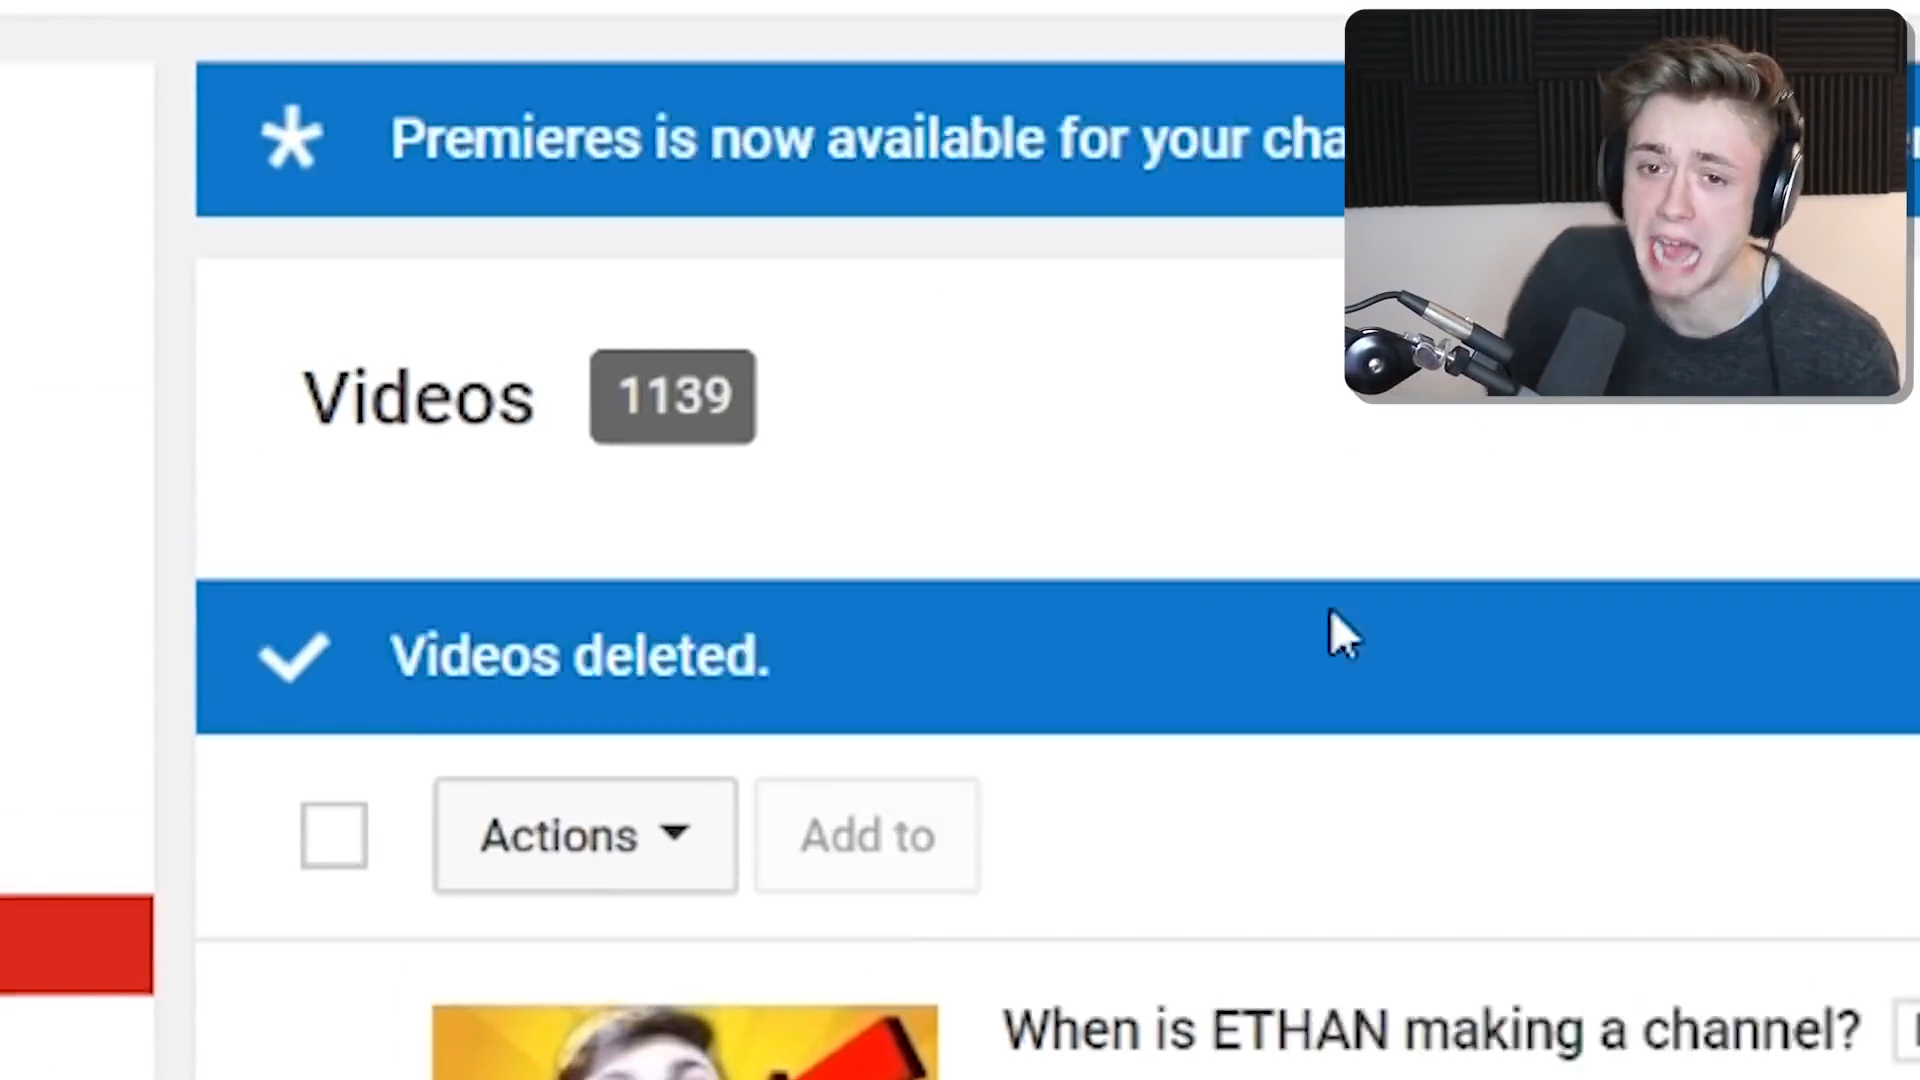 Premieres is now available for your cha
Videos 1139
Videos deleted.
Actions Add to
When is ETHAN making a channel?